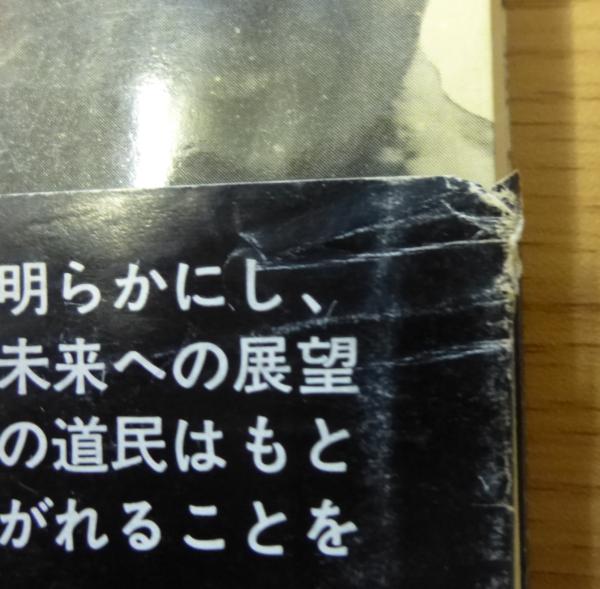 明らかにし、
未来への展望
の道民はもと
がれることを